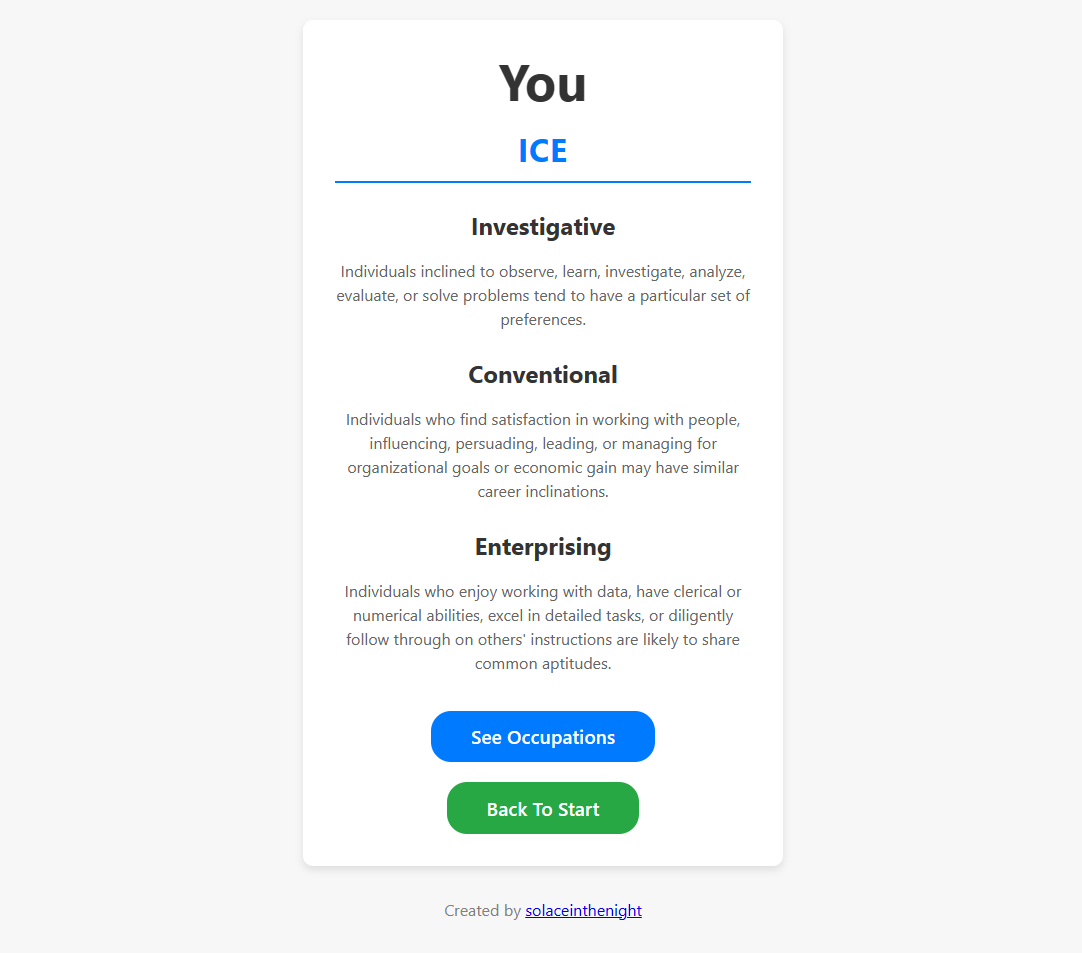 You
ICE
Investigative
Individuals inclined to observe, learn, investigate, analyze,
evaluate, or solve problems tend to have a particular set of
preferences.
Conventional
Individuals who find satisfaction in working with people,
influencing, persuading, leading, or managing for
organizational goals or economic gain may have similar
career inclinations.
Enterprising
Individuals who enjoy working with data, have clerical or
numerical abilities, excel in detailed tasks, or diligently
follow through on others' instructions are likely to share
common aptitudes.
See Occupations
Back To Start
Created by solaceinthenight